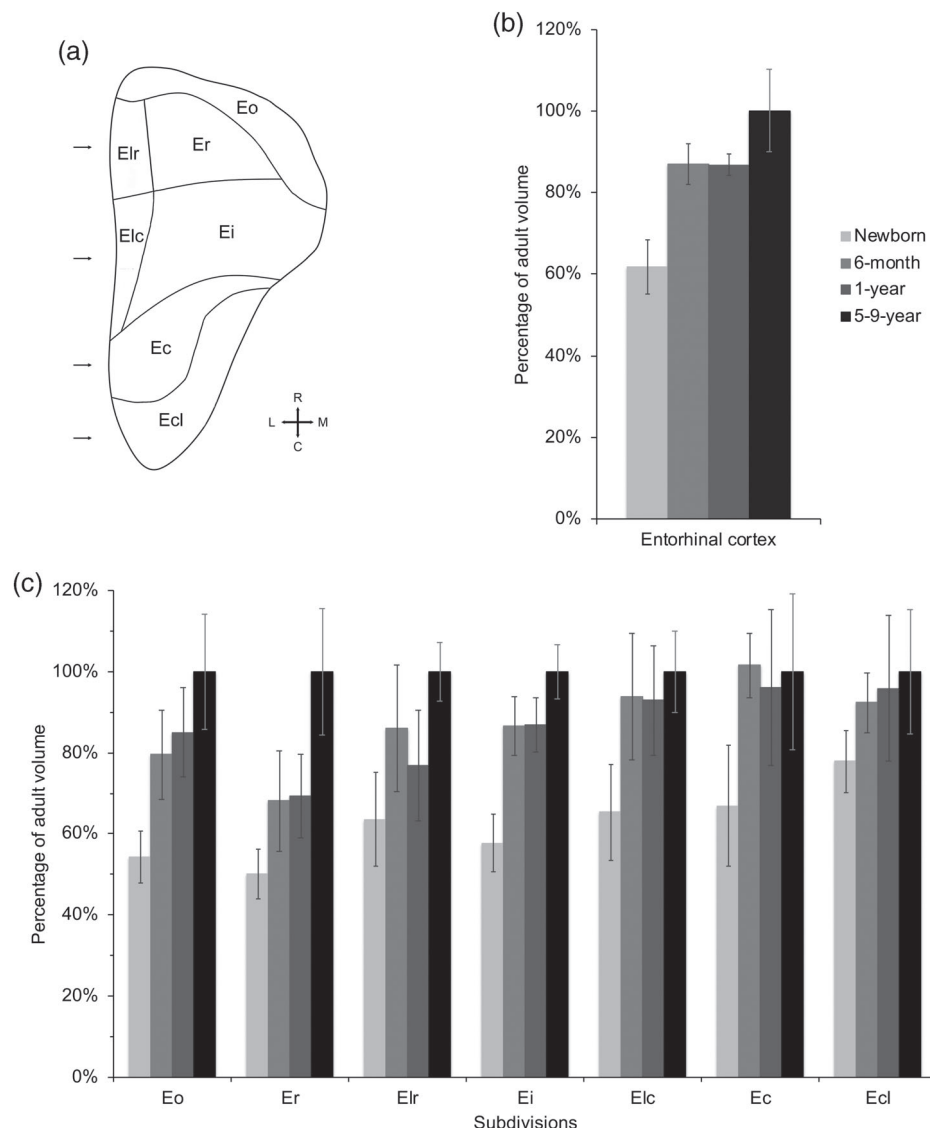 (a)
Eo
Er
Elr
Elc
Ei
Ec
Ecl
R
L M
C
(b)
120%
100%
80%
60%
40%
20%
0%
Percentage of adult volume
Entorhinal cortex
Newborn
6-month
1-year
5-9-year
(c)
120%
100%
80%
60%
40%
20%
0%
Percentage of adult volume
Eo Er Elr Ei Elc Ec Ecl
Subdivisions